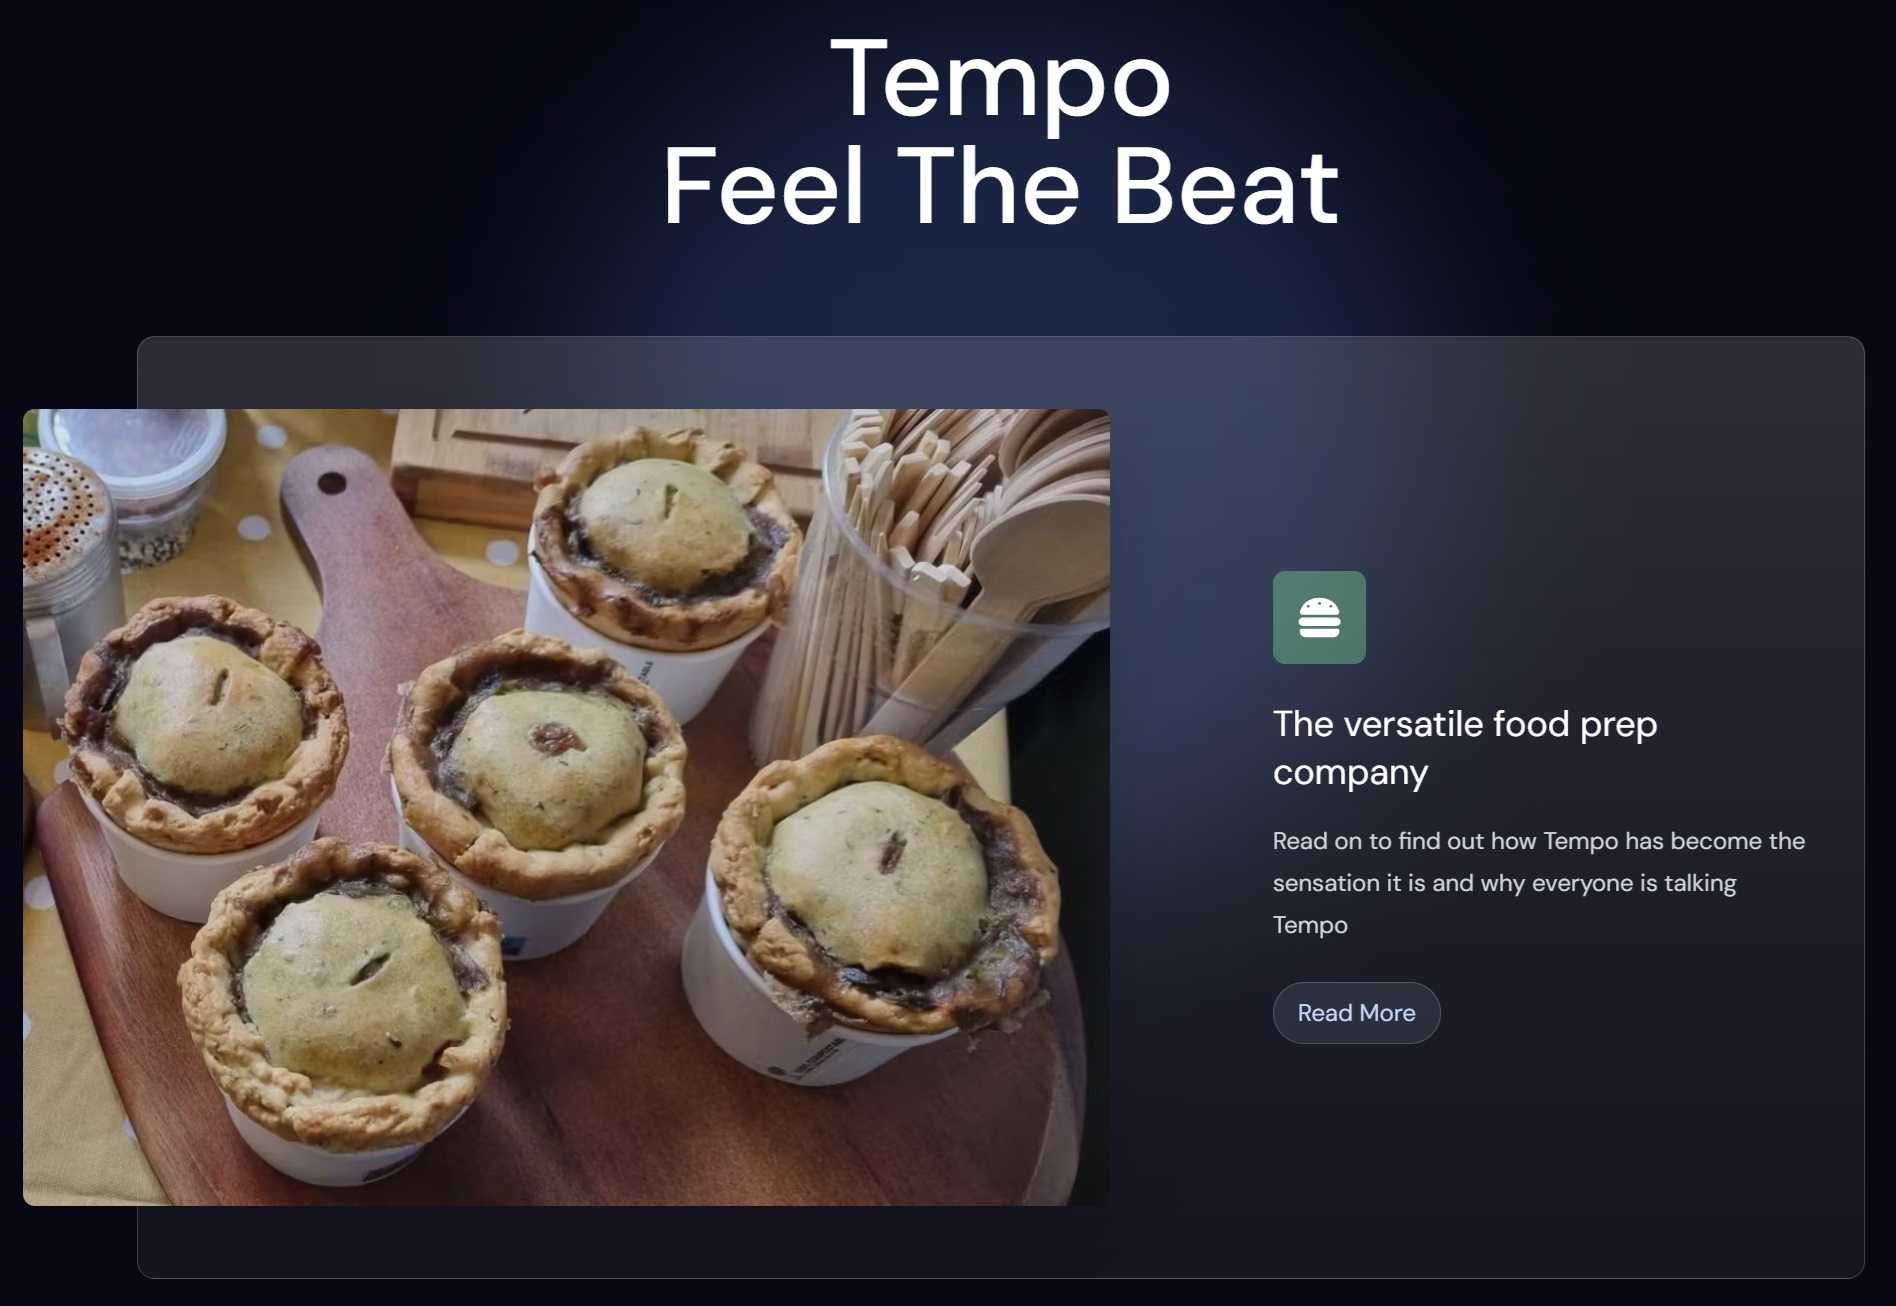 Tempo
Feel The Beat
The versatile food prep
company
Read on to find out how Tempo has become the
sensation it is and why everyone is talking
Tempo
Read More